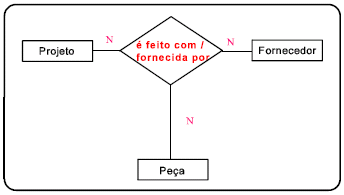 N
N
Projeto
é feito com /
fornecida por
Fornecedor
N
Peça